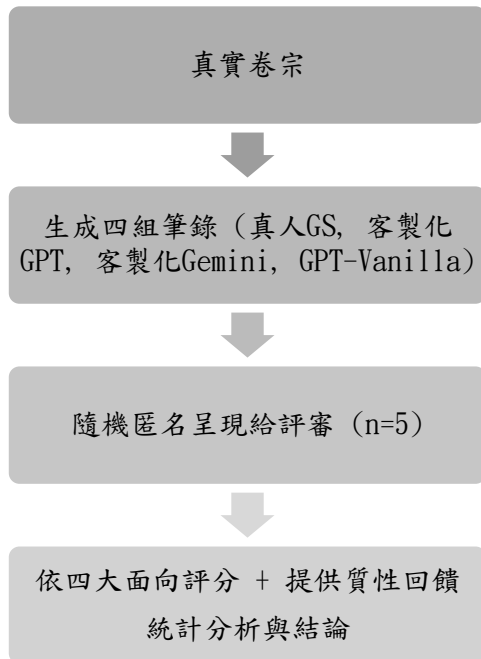 真實卷宗
生成四組筆錄 (真人GS, 客製化
GPT, 客製化Gemini, GPT-Vanilla)
隨機匿名呈現給評審 (n=5)
依四大面向評分 + 提供质性回饋
統計分析與結論